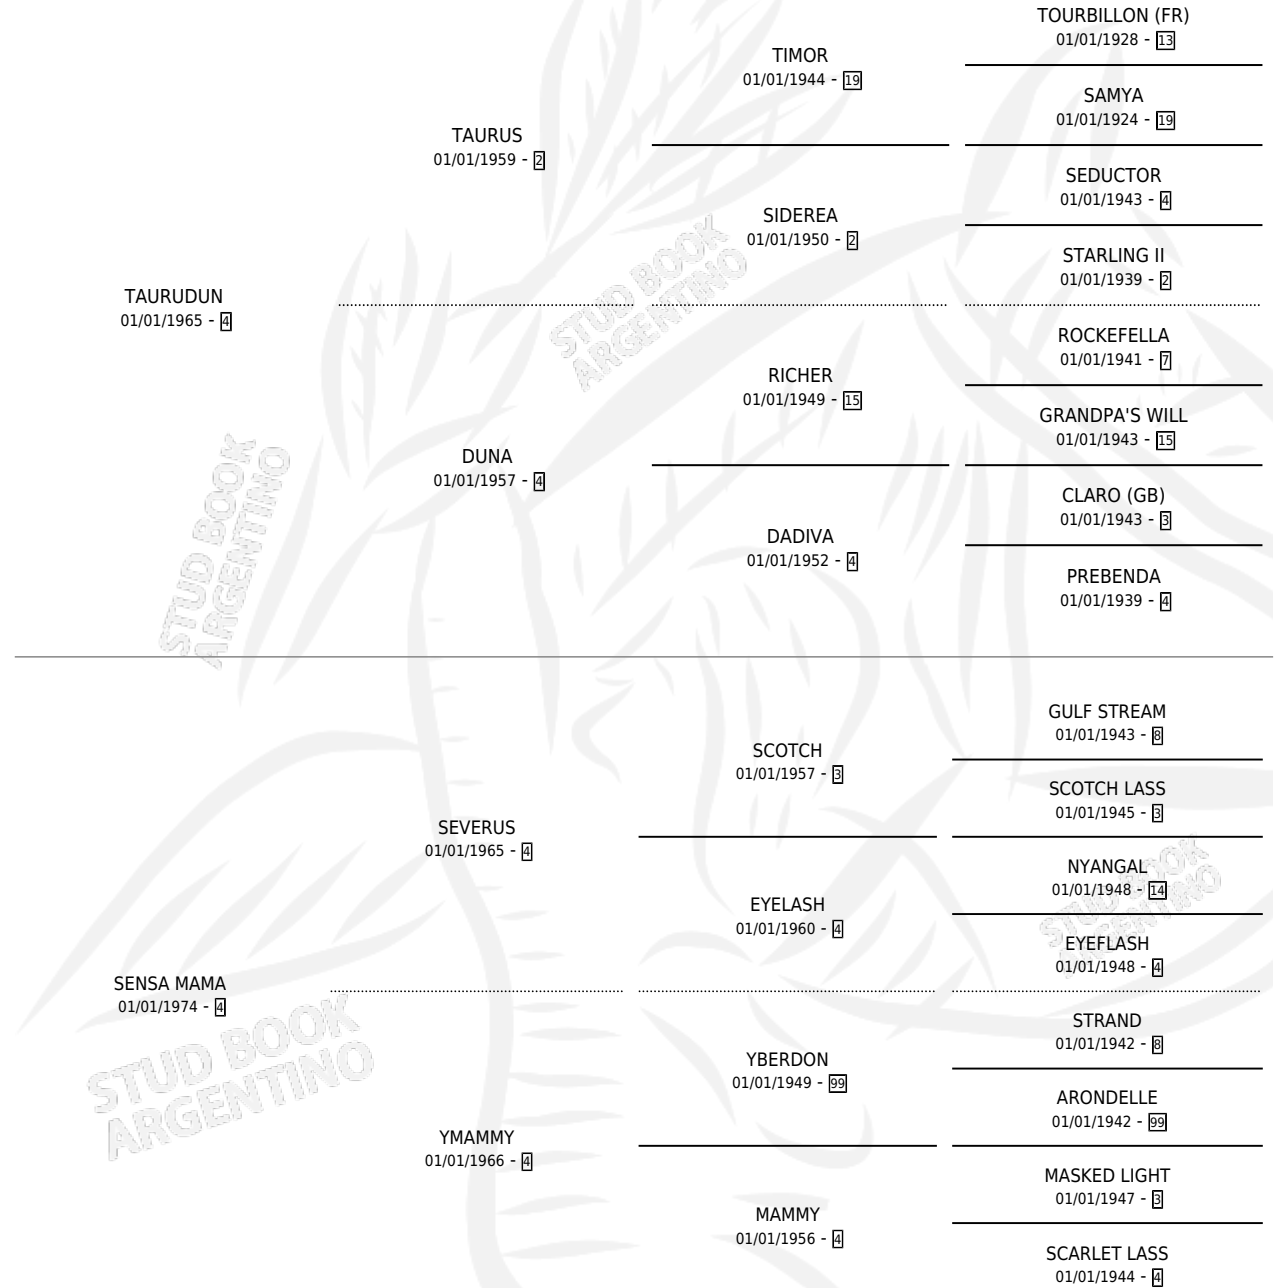 TOURBILLON (FR)
01/01/1928 - 13
TIMOR
01/01/1944 - 19
SAMYA
01/01/1924 - 19
TAURUS
01/01/1959 - 2
SEDUCTOR
01/01/1943 - 4
SIDEREA
01/01/1950 - 2
STARLING II
01/01/1939 - 2
TAURUDUN
01/01/1965 - 4
ROCKEFELLA
01/01/1941 - 7
RICHER
01/01/1949 - 15
GRANDPA'S WILL
01/01/1943 - 15
DUNA
01/01/1957 - 4
CLARO (GB)
01/01/1943 - 3
DADIVA
01/01/1952 - 4
PREBENDA
01/01/1939 - 4
GULF STREAM
01/01/1943 - 8
SCOTCH
01/01/1957 - 3
SCOTCH LASS
01/01/1945 - 3
SEVERUS
01/01/1965 - 4
NYANGAL
01/01/1948 - 14
EYELASH
01/01/1960 - 4
EYEFLASH
01/01/1948 - 4
SENSA MAMA
01/01/1974 - 4
STRAND
01/01/1942 - 8
YBERDON
01/01/1949 - 99
ARONDELLE
01/01/1942 - 99
YMAMMY
01/01/1966 - 4
MASKED LIGHT
01/01/1947 - 3
MAMMY
01/01/1956 - 4
SCARLET LASS
01/01/1944 - 4
STUD BOOK
ARGENTINO
STUD BOOK
ARGENTINO
STUD BOOK
ARGENTINO
STUD BOOK
ARGENTINO